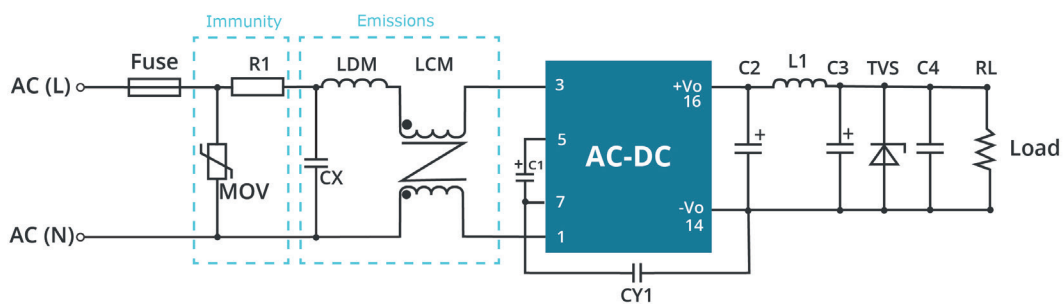 Immunity
Emissions
Fuse
R1
LDM
LCM
C2
L1
C3
TVS
C4
RL
AC (L)
3
+Vo
16
+
5
+
C1
AC-DC
+
+
Load
MOV
CX
7
-Vo
14
AC (N)
1
CY1